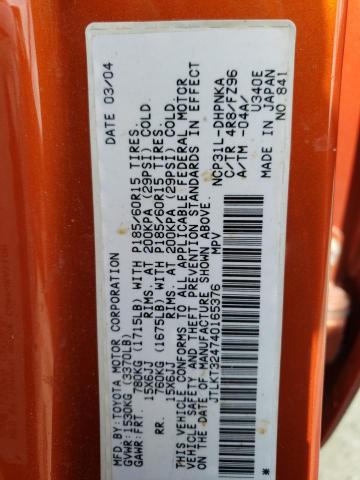 MFD.BY:TOYOTA MOTOR CORPORATION DATE 03/04
GVWR:1530KG (3370LB)
GAWR:FRT. 780KG (1715LB) WITH P185/60R15 TIRES.
15X6JJ RIMS. AT 200KPA (29PSI) COLD.
RR. 760KG (1675LB) WITH P185/60R15 TIRES.
15X6JJ RIMS. AT 200KPA (29PSI) COLD.
THIS VEHICLE CONFORMS TO ALL APPLICABLE FEDERAL MOTOR
VEHICLE SAFETY AND THEFT PREVENTION STANDARDS IN EFFECT
ON THE DATE OF MANUFACTURE SHOWN ABOVE.
JTLKT324740165376 MPV
NCP31L-DHPNKA
C/TR 4R8/FZ96
A/TM -04A/ U340E
MADE IN JAPAN
* NO.841